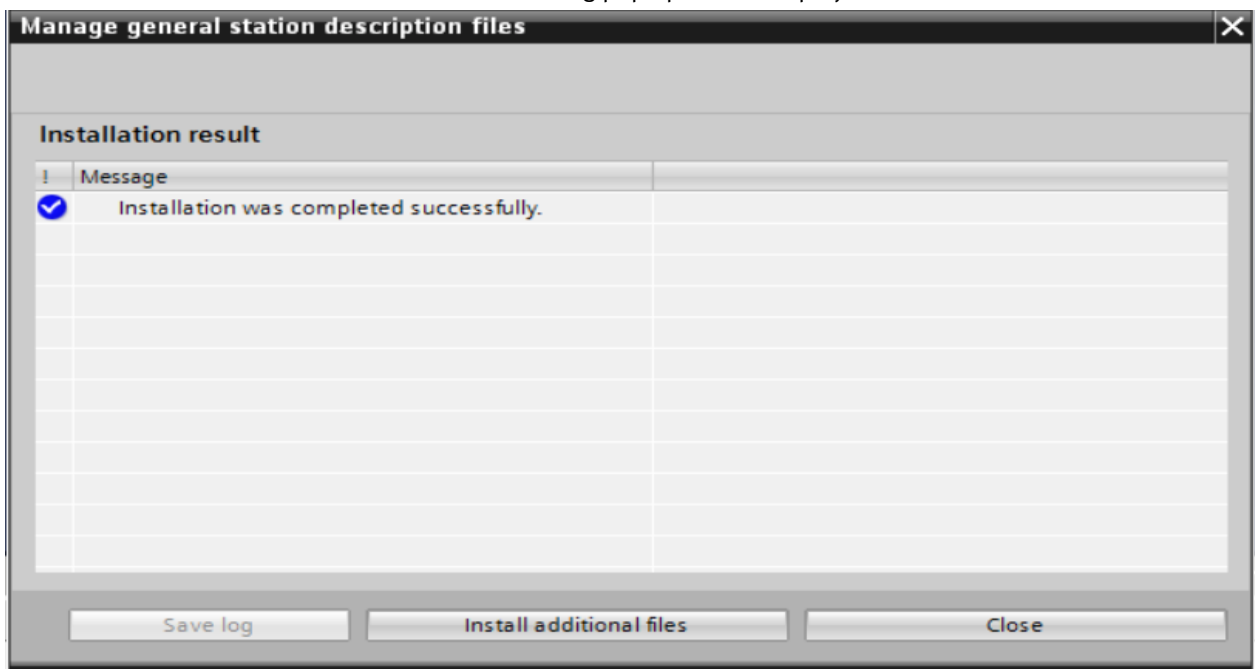 Manage general station description files
Installation result
! Message
Installation was completed successfully.
Save log
Install additional files
Close